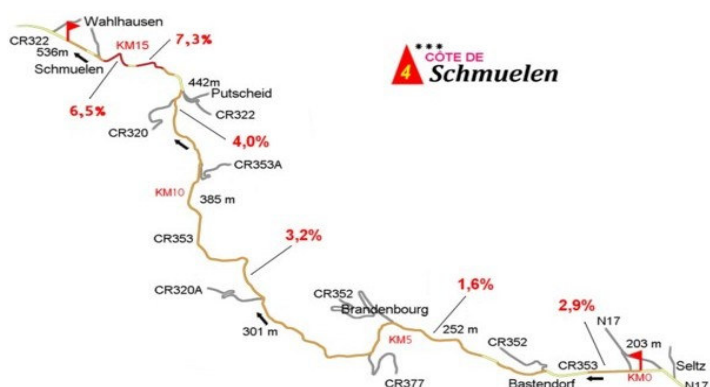 Wahlhausen
CR322
KM15
7,3%
536m
Schmuelen
442m
Putscheid
6,5%
CR322
CR320
4,0%
CR353A
KM10
385 m
CR353
3,2%
CR320A
301 m
CR352
Brandenbourg
1,6%
KM5
252 m
CR377
CR352
2,9%
N17
203 m
Seltz
CR353
KM0
Bastendorf
N17
***
4
CÔTE DE
Schmuelen